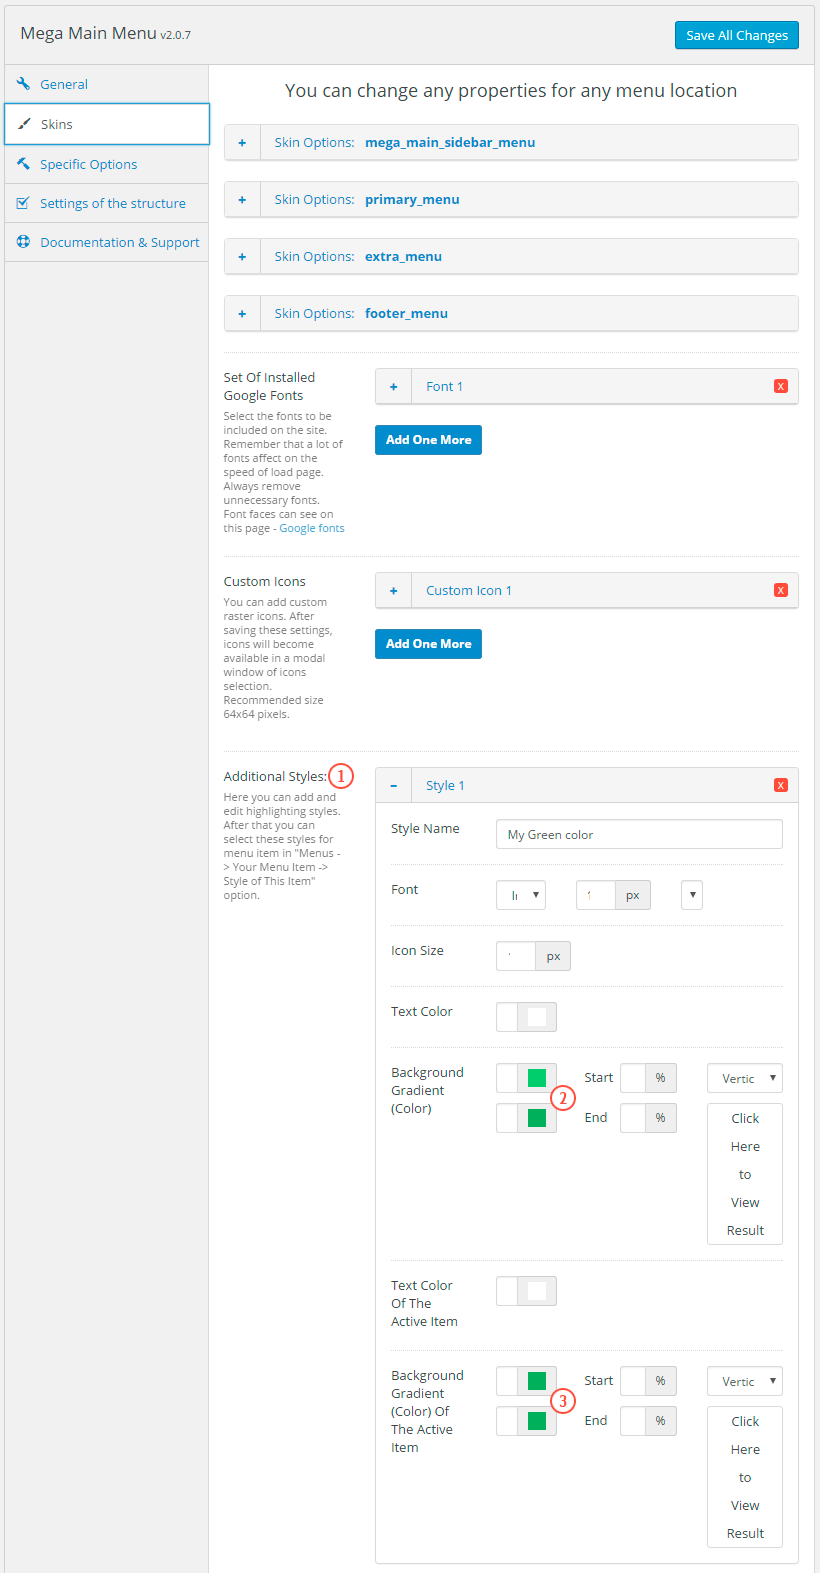 Mega Main Menu v2.0.7
Save All Changes
General
Skins
Specific Options
Settings of the structure
Documentation & Support
You can change any properties for any menu location
+ Skin Options: mega_main_sidebar_menu
+ Skin Options: primary_menu
+ Skin Options: extra_menu
+ Skin Options: footer_menu
Set Of Installed
Google Fonts
Select the fonts to be
included on the site.
Remember that a lot of
fonts affect on the
speed of load page.
Always remove
unnecessary fonts.
Font faces can see on
this page - Google fonts
+ Font 1 x
Add One More
Custom Icons
You can add custom
raster icons. After
saving these settings,
icons will become
available in a modal
window of icons
selection.
Recommended size
64x64 pixels.
+ Custom Icon 1 x
Add One More
Additional Styles: 1
Here you can add and
edit highlighting styles.
After that you can
select these styles for
menu item in "Menus -
> Your Menu Item ->
Style of This Item"
option.
− Style 1 x
Style Name
My Green color
Font
px
Icon Size
px
Text Color
Background
Gradient
(Color)
2
Start %
End %
Vertic
Click
Here
to
View
Result
Text Color
Of The
Active Item
Background
Gradient
(Color) Of
The Active
Item
3
Start %
End %
Vertic
Click
Here
to
View
Result